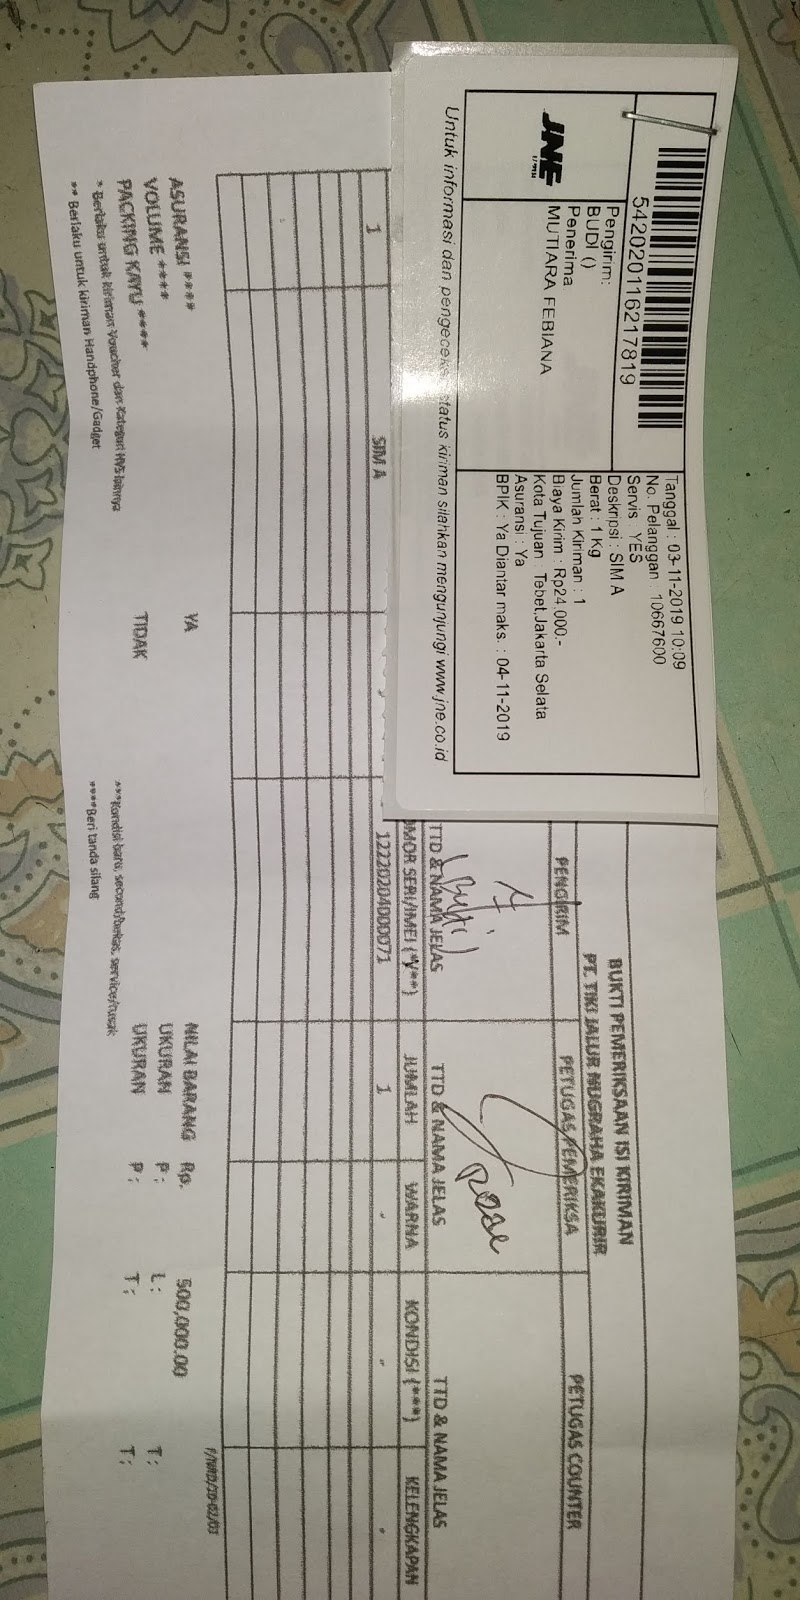 542020116217819
Pengirim:
BUDI ()
Penerima
MUTIARA FEBIANA
JNE
Tanggal : 03-11-2019 10:09
No. Pelanggan : 10667600
Servis YES
Deskripsi : SIM A
Berat : 1 Kg
Jumlah Kiriman : 1
Biaya Kirim : Rp24,000.-
Kota Tujuan : Tebet,Jakarta Selata
Asuransi : Ya
BPIK : Ya Diantar maks. : 04-11-2019
Untuk informasi dan pengecekan status kiriman silahkan mengunjungi www.jne.co.id
BUKTI PEMERIKSAAN ISI KIRIMAN
PT. TIKI JALUR NUGRAHA EKAKURIR
PENGIRIM PETUGAS PEMERIKSA PETUGAS COUNTER
(Budi) Rose
TTD & NAMA JELAS TTD & NAMA JELAS TTD & NAMA JELAS
OMOR SERI/IMEI (*\/**) JUMLAH WARNA KONDISI (***) KELENGKAPAN
1 SIM A 12220204000071 1 - - -
ASURANSI **** YA NILAI BARANG Rp. 500,000.00
VOLUME **** TIDAK UKURAN P : L : T :
PACKING KAYU **** UKURAN P : T : T :
* Berlaku untuk kiriman Voucher dan Kategori HVS lainnya
** Berlaku untuk kiriman Handphone/Gadget
***Kondisi baru, second/bekas, service/rusak
****Beri tanda silang